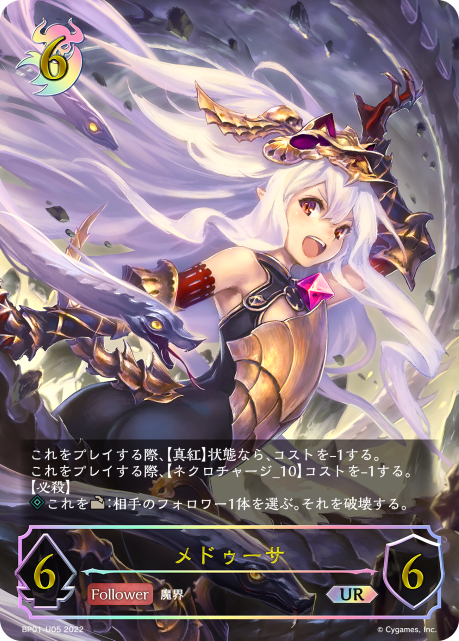 6
これをプレイする際、【真紅】状態なら、コストを-1する。
これをプレイする際、【ネクロチャージ_10】コストを-1する。
【必殺】
これを：相手のフォロワー1体を選ぶ。それを破壊する。
メドゥーサ
6
Follower 魔界
UR
6
BP01-U05 2022
© Cygames, Inc.